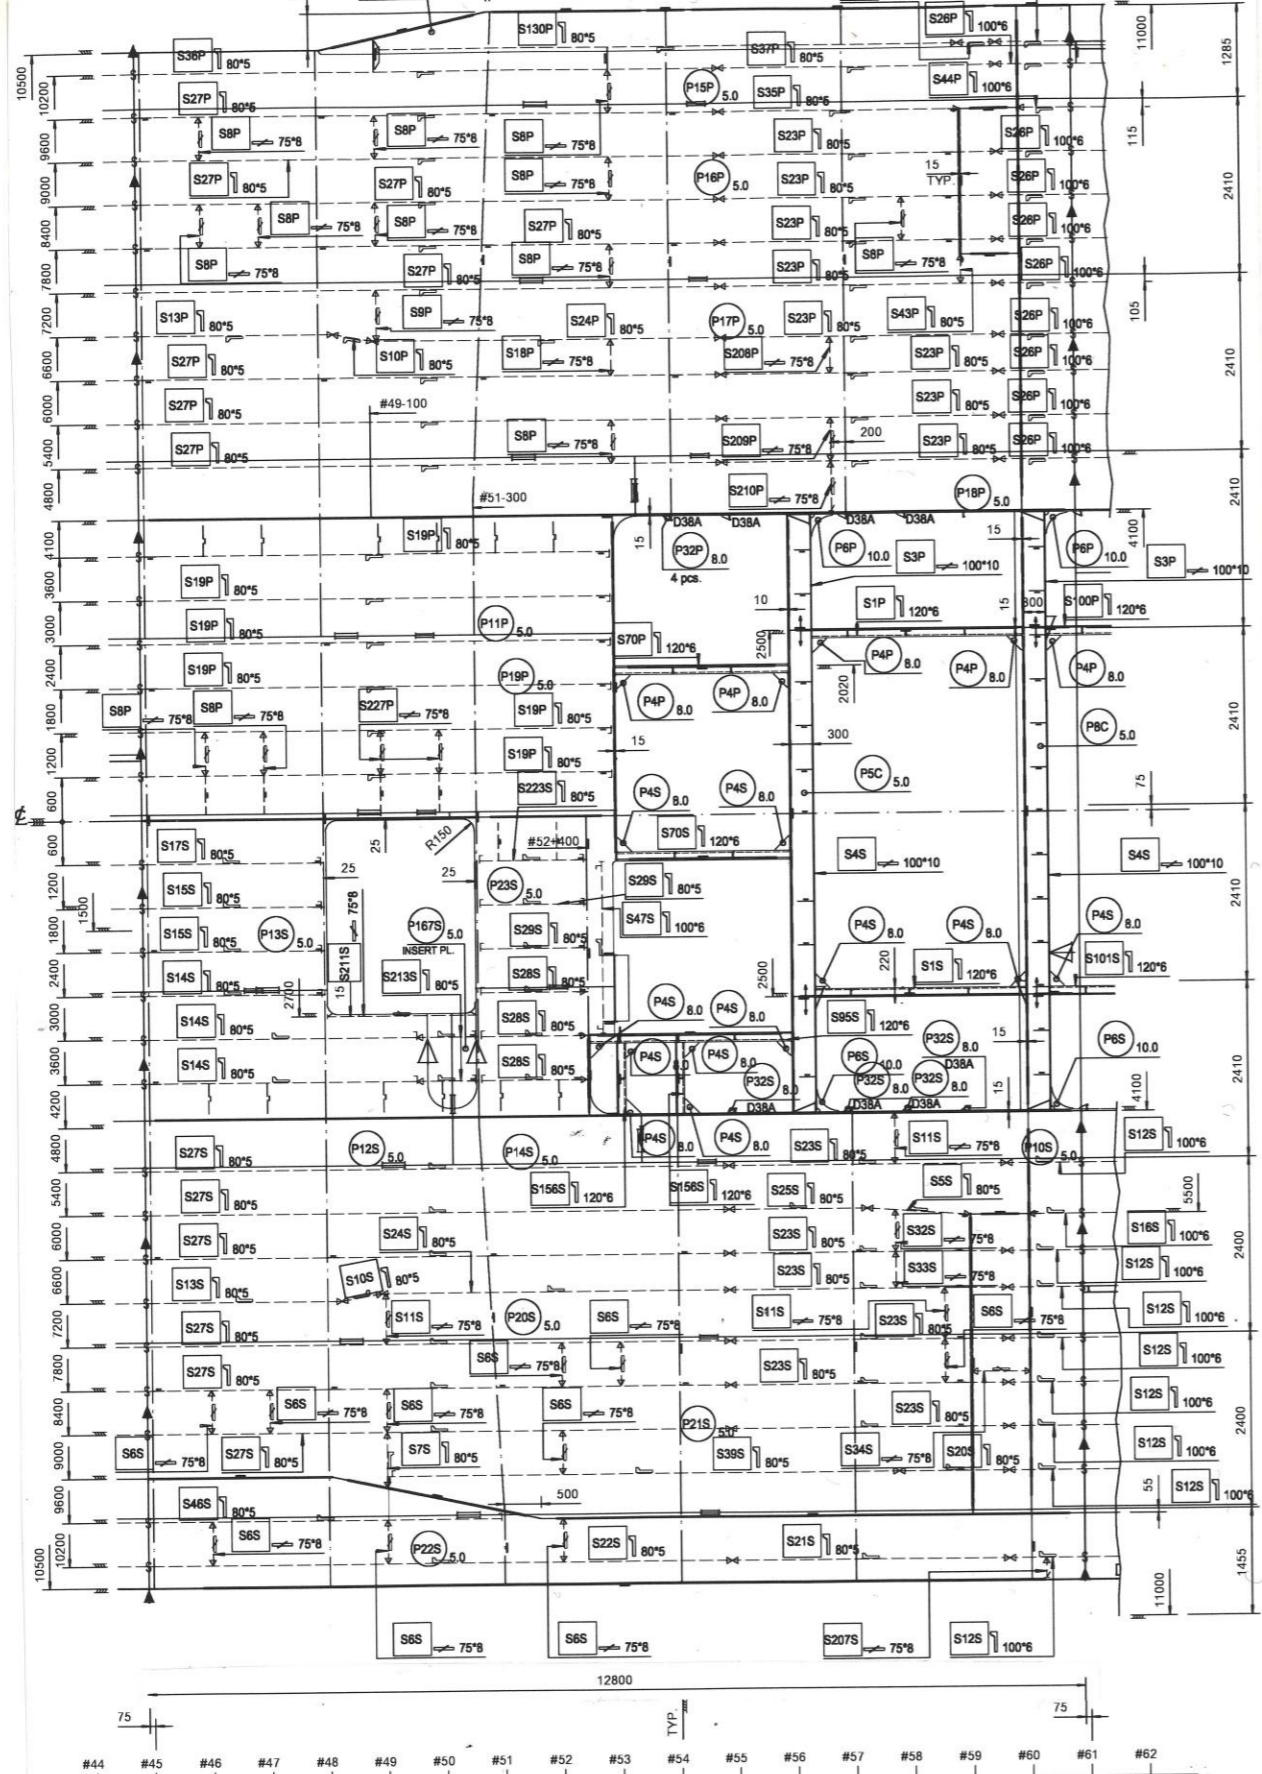 S130P 80*5
S26P 100*6
11000
1285
S36P 80*5
S37P 80*5
S44P 100*6
10500
10200
S27P 80*5
P15P 5.0
S35P 80*5
9600
S8P 75*8
S8P 75*8
S8P 75*8
S23P 80*5
S26P 100*6
115
15
TYP.
9000
S27P 80*5
S27P 80*5
S8P 75*8
P16P 5.0
S23P 80*5
S26P 100*6
2410
8400
S8P 75*8
S8P 75*8
S27P 80*5
S23P 80*5
S26P 100*6
7800
S8P 75*8
S27P 80*5
S8P 75*8
S23P 80*5
S8P 75*8
S26P 100*6
7200
S13P 80*5
S9P 75*8
S24P 80*5
P17P 5.0
S23P 80*5
S43P 80*5
S26P 100*6
105
6600
S27P 80*5
S10P 80*5
S18P 75*8
S208P 75*8
S23P 80*5
S26P 100*6
2410
6000
S27P 80*5
#49-100
S23P 80*5
S26P 100*6
5400
S27P 80*5
S8P 75*8
S209P 75*8
200
S23P 80*5
S26P 100*6
4800
#51-300
S210P 75*8
P18P 5.0
2410
4100
S19P 80*5
15
D38A
D38A
D38A
D38A
15
4100
P32P 8.0
4 pcs.
P6P 10.0
S3P 100*10
P6P 10.0
S3P 100*10
3600
S19P 80*5
10
S1P 120*6
15
300
S100P 120*6
3000
S19P 80*5
P11P 5.0
S70P 120*6
2500
P4P 8.0
P4P 8.0
P4P 8.0
2400
S19P 80*5
P19P 5.0
P4P 8.0
P4P 8.0
2020
2410
1800
S8P 75*8
S8P 75*8
S227P 75*8
S19P 80*5
P8C 5.0
1200
S19P 80*5
15
300
600
S223S 80*5
P4S 8.0
P4S 8.0
P5C 5.0
75
600
S17S 80*5
25
R150
#52+400
S70S 120*6
S4S 100*10
S4S 100*10
1200
S15S 80*5
25
25
P23S 5.0
S29S 80*5
2410
1500
1800
S15S 80*5
P13S 5.0
75*8
S211S
P167S 5.0
INSERT PL.
S29S 80*5
S47S 100*6
P4S 8.0
P4S 8.0
P4S 8.0
2400
S14S 80*5
2700
15
S213S 80*5
S28S 80*5
2500
220
S1S 120*6
S101S 120*6
3000
S14S 80*5
S28S 80*5
P4S 8.0
P4S 8.0
S95S 120*6
P32S 8.0
15
P6S 10.0
3600
S14S 80*5
S28S 80*5
P4S 8.0
P4S 8.0
P32S 8.0
P6S 10.0
D38A
P32S 8.0
P32S 8.0
15
2410
4200
D38A
D38A
D38A
4100
4800
S27S 80*5
P12S 5.0
P14S 5.0
P4S 8.0
P4S 8.0
S23S 80*5
S11S 75*8
P10S 5.0
S12S 100*6
5400
S27S 80*5
S156S 120*6
S156S 120*6
S25S 80*5
S5S 80*5
5500
6000
S27S 80*5
S24S 80*5
S23S 80*5
S32S 75*8
S16S 100*6
2400
6600
S13S 80*5
S10S 80*5
S23S 80*5
S33S 75*8
S12S 100*6
7200
S27S 80*5
S11S 75*8
P20S 5.0
S6S 75*8
S11S 75*8
S23S 80*5
S6S 75*8
S12S 100*6
7800
S27S 80*5
S6S 75*8
S23S 80*5
S12S 100*6
8400
S6S 75*8
S6S 75*8
S6S 75*8
P21S 5.0
S23S 80*5
S12S 100*6
2400
9000
S6S 75*8
S27S 80*5
S7S 80*5
S39S 80*5
S34S 75*8
S20S 80*5
S12S 100*6
9600
S46S 80*5
500
55
S12S 100*6
10200
S6S 75*8
P22S 5.0
S22S 80*5
S21S 80*5
10500
1455
11000
S6S 75*8
S6S 75*8
S207S 75*8
S12S 100*6
12800
75
TYP.
75
#44 #45 #46 #47 #48 #49 #50 #51 #52 #53 #54 #55 #56 #57 #58 #59 #60 #61 #62